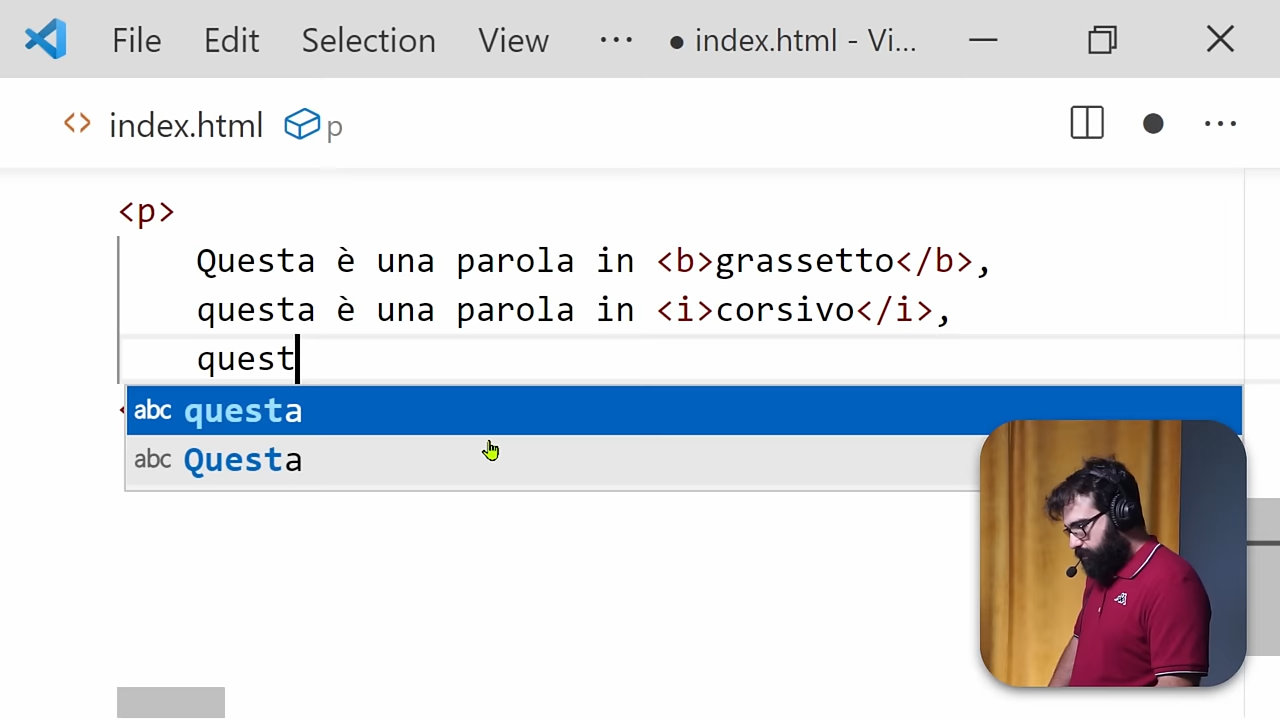 File Edit Selection View ··· ● index.html - Vi...
<> index.html p ···
<p>
Questa è una parola in <b>grassetto</b>,
questa è una parola in <i>corsivo</i>,
quest
abc questa
abc Questa